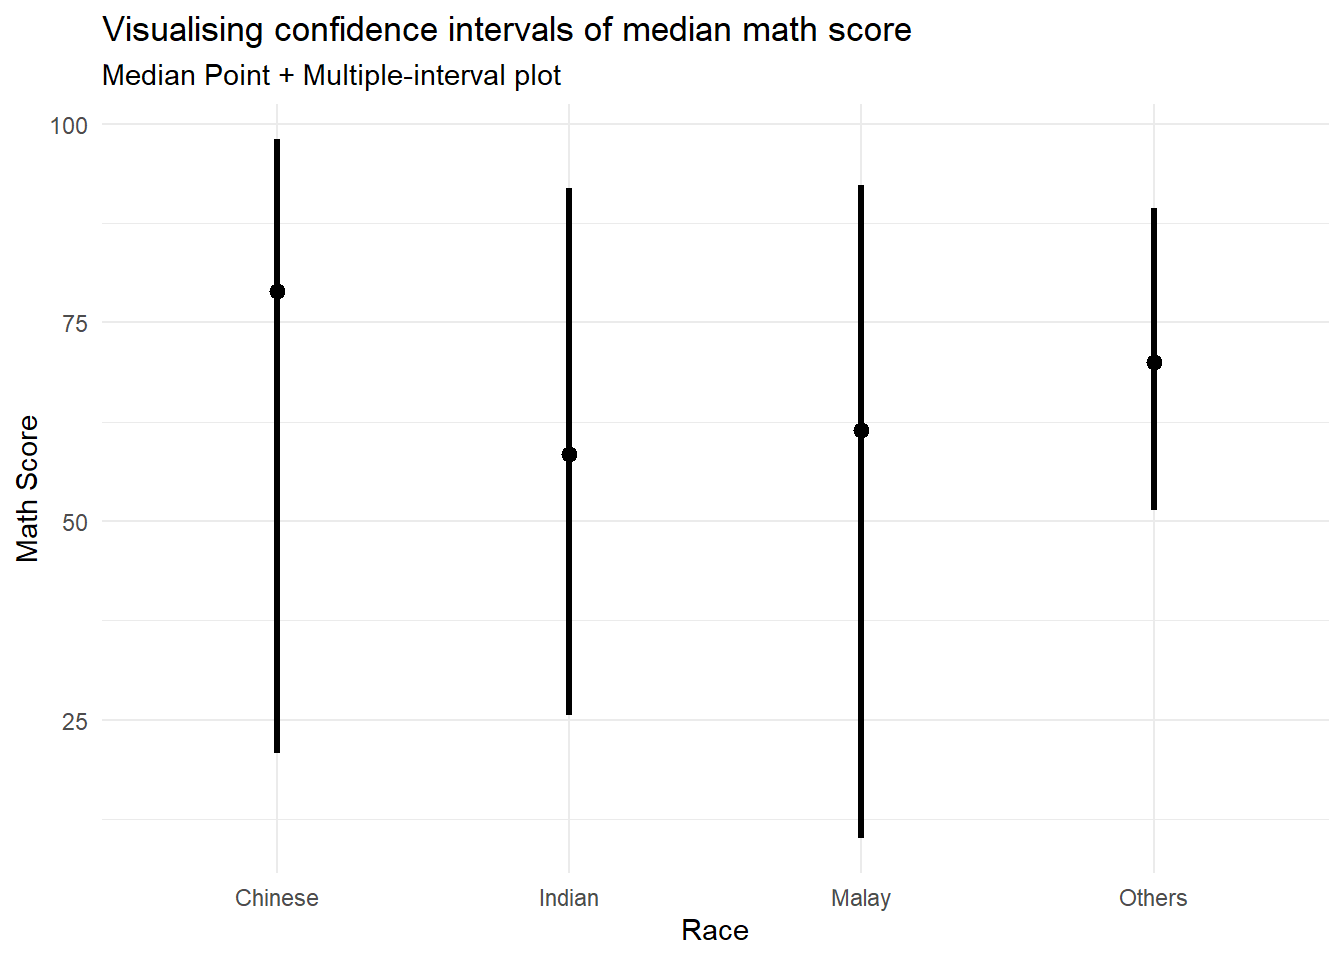 Visualising confidence intervals of median math score
Median Point + Multiple-interval plot
100
75
50
25
Math Score
Chinese Indian Malay Others
Race